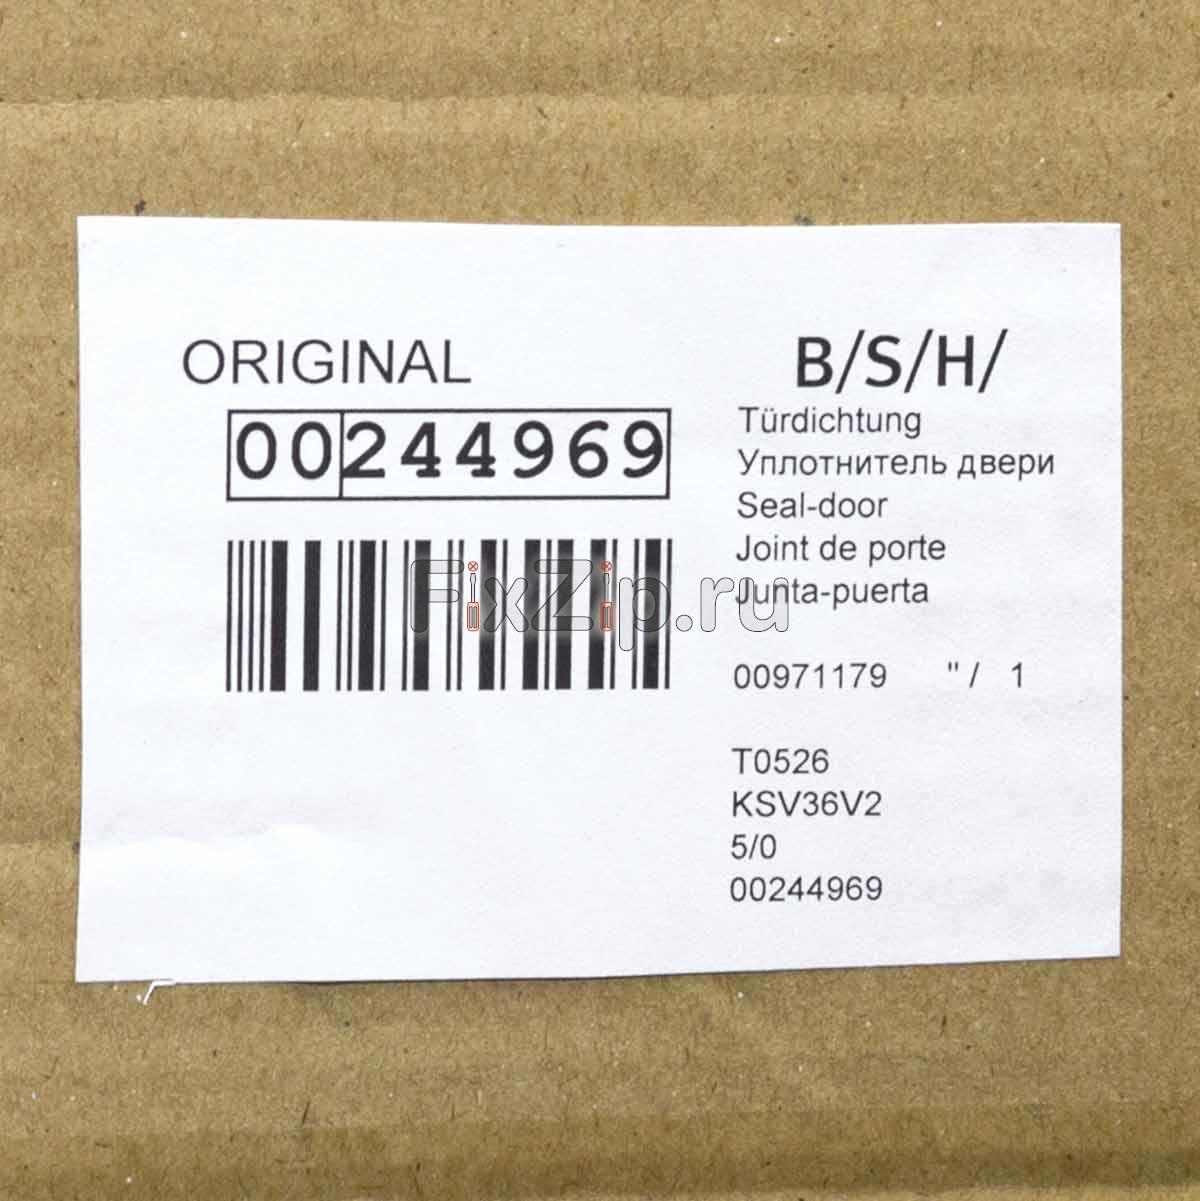 ORIGINAL
00244969
B/S/H/
Türdichtung
Уплотнитель двери
Seal-door
Joint de porte
Junta-puerta
00971179 "/ 1
T0526
KSV36V2
5/0
00244969
FixZip.ru